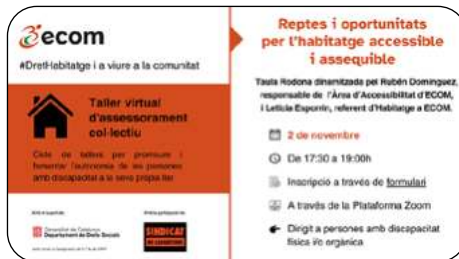 ecom
#DretHabitatge i a viure a la comunitat
Taller virtual
d'assessorament
col·lectiu
Cicle de tallers per promoure i
fomentar l'autonomia de les persones
amb discapacitat a la seva pròpia llar.
Generalitat de Catalunya
Departament de Drets Socials
SINDICAT
Reptes i oportunitats
per l'habitatge accessible
i assequible
Taula Rodona dinamitzada pel Rubén Domínguez,
responsable de l'Àrea d'Accessibilitat d'ECOM,
i Leticia Esporrín, referent d'Habitatge a ECOM.
2 de novembre
De 17:30 a 19:00h
Inscripció a través de formulari
A través de la Plataforma Zoom
Dirigit a persones amb discapacitat
física i/o orgànica